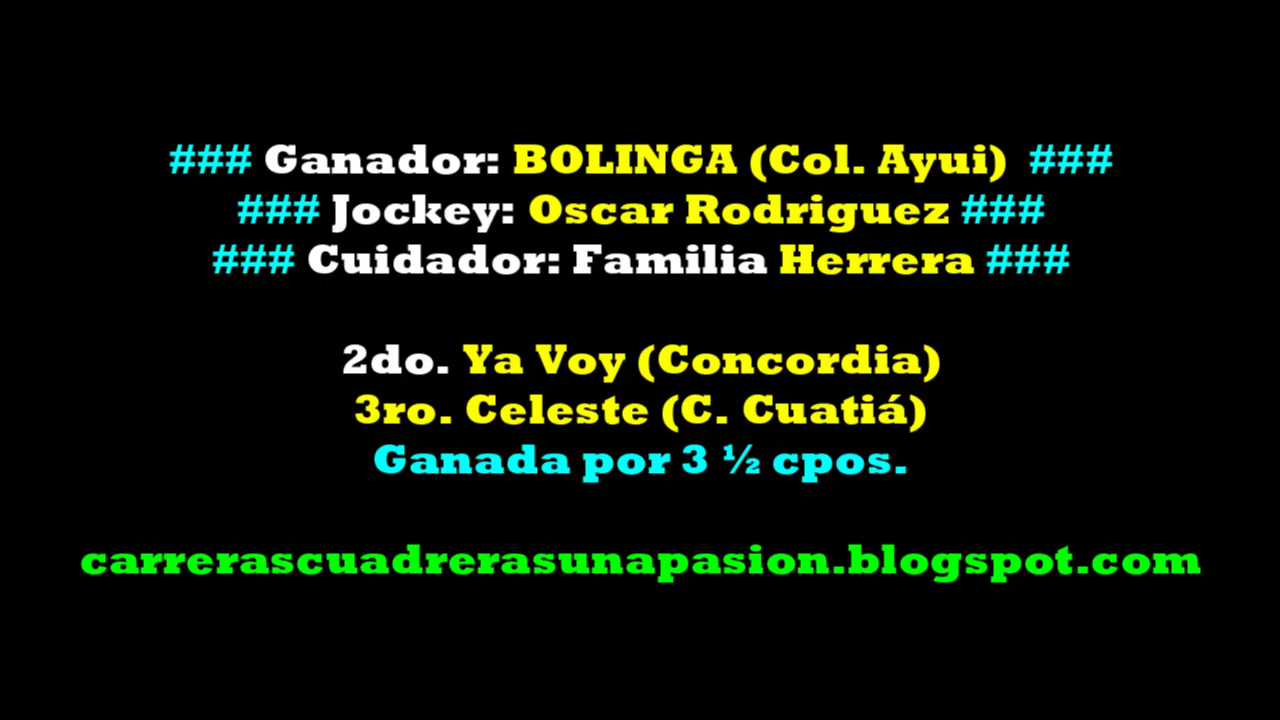 ### Ganador: BOLINGA (Col. Ayui) ###
### Jockey: Oscar Rodriguez ###
### Cuidador: Familia Herrera ###
2do. Ya Voy (Concordia)
3ro. Celeste (C. Cuatiá)
Ganada por 3 ½ cpos.
carrerascuadrerasunapasion.blogspot.com